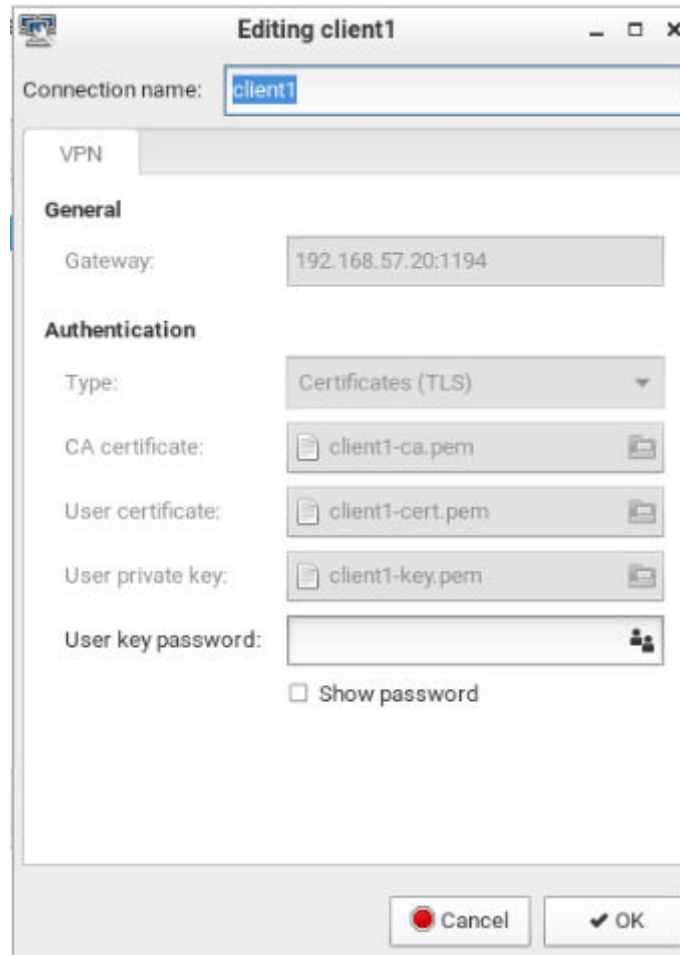 Editing client1
Connection name: client1
VPN
General
Gateway: 192.168.57.20:1194
Authentication
Type: Certificates (TLS)
CA certificate: client1-ca.pem
User certificate: client1-cert.pem
User private key: client1-key.pem
User key password:
Show password
Cancel OK